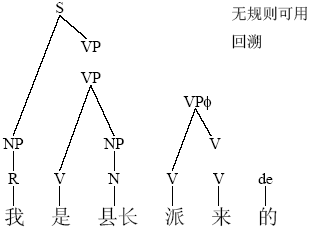 S 无规则可用
VP 回溯
VP
VPφ
NP NP V
R V N V V de
我 是 县长 派 来 的